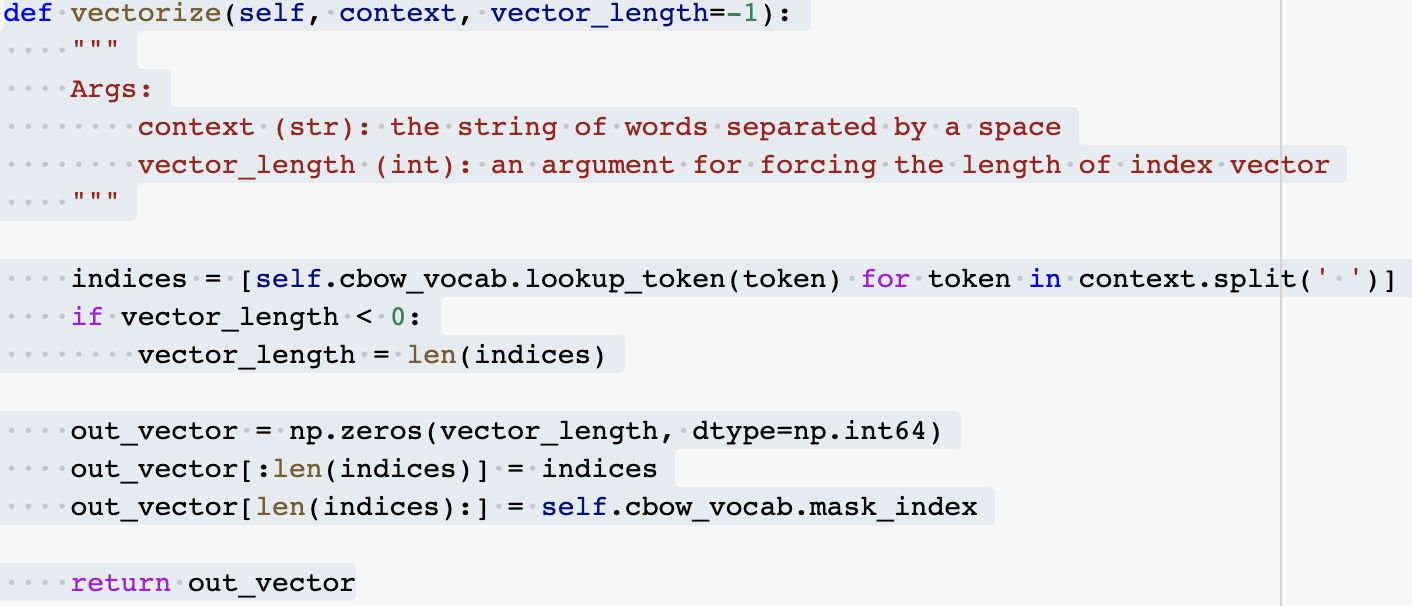 def vectorize(self, context, vector_length=-1):
    """
    Args:
        context (str): the string of words separated by a space
        vector_length (int): an argument for forcing the length of index vector
    """
    indices = [self.cbow_vocab.lookup_token(token) for token in context.split(' ')]
    if vector_length < 0:
        vector_length = len(indices)
    out_vector = np.zeros(vector_length, dtype=np.int64)
    out_vector[:len(indices)] = indices
    out_vector[len(indices):] = self.cbow_vocab.mask_index
    return out_vector